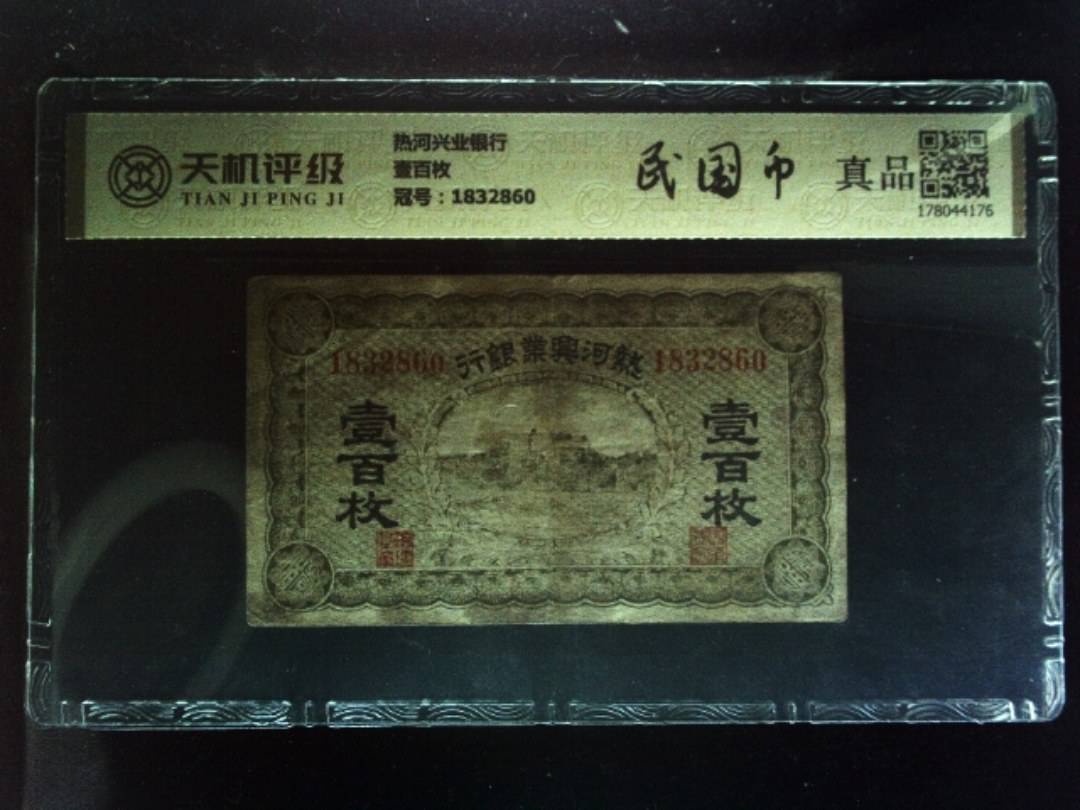 天机评级
TIAN JI PING JI
热河兴业银行
壹百枚
冠号：1832860
民国币
真品
178044176
1832860
行銀業興河熱
1832860
壹百枚
壹百枚